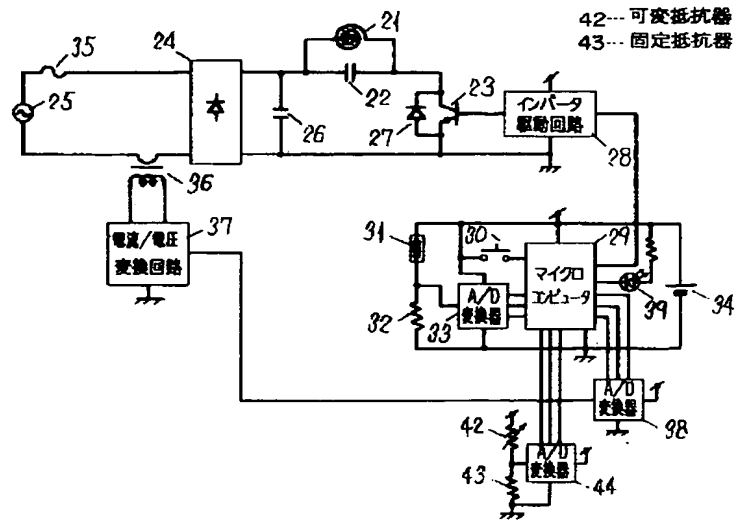 42--- 可変抵抗器
43--- 固定抵抗器
21
35
24
25
22
23
26
27
インバータ
駆動回路
28
36
37
電流/電圧
変換回路
31
30
29
マイクロ
コンピュータ
39
34
A/D
変換器
32
33
A/D
変換器
38
42
43
A/D
変換器
44